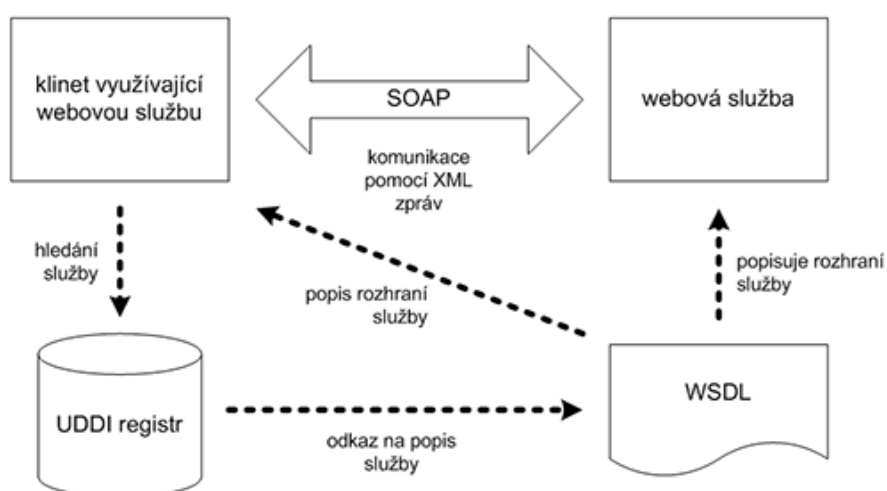 klinet využívající
webovou službu
SOAP
webová služba
komunikace
pomocí XML
zpráv
hledání
služby
popis rozhraní
služby
popisuje rozhraní
služby
UDDI registr
odkaz na popis
služby
WSDL